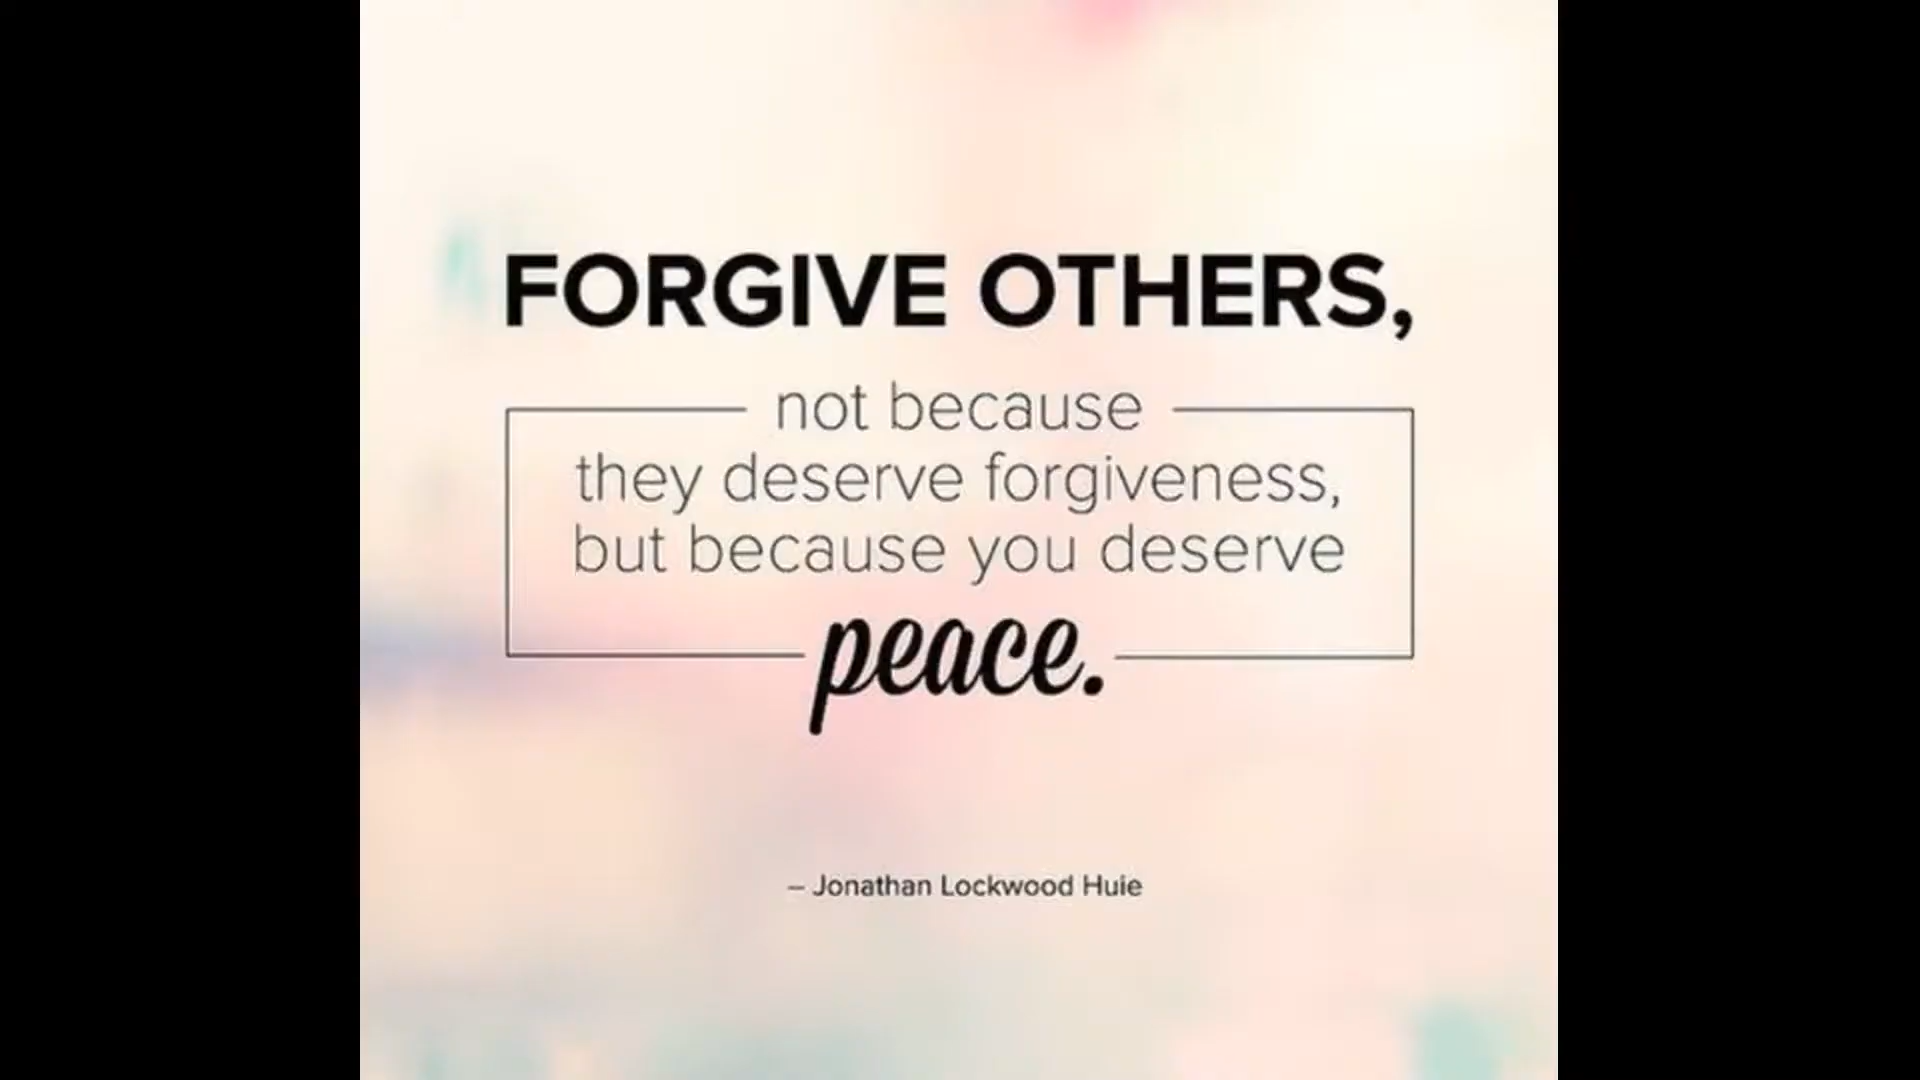 FORGIVE OTHERS,
not because
they deserve forgiveness,
but because you deserve
peace.
– Jonathan Lockwood Huie